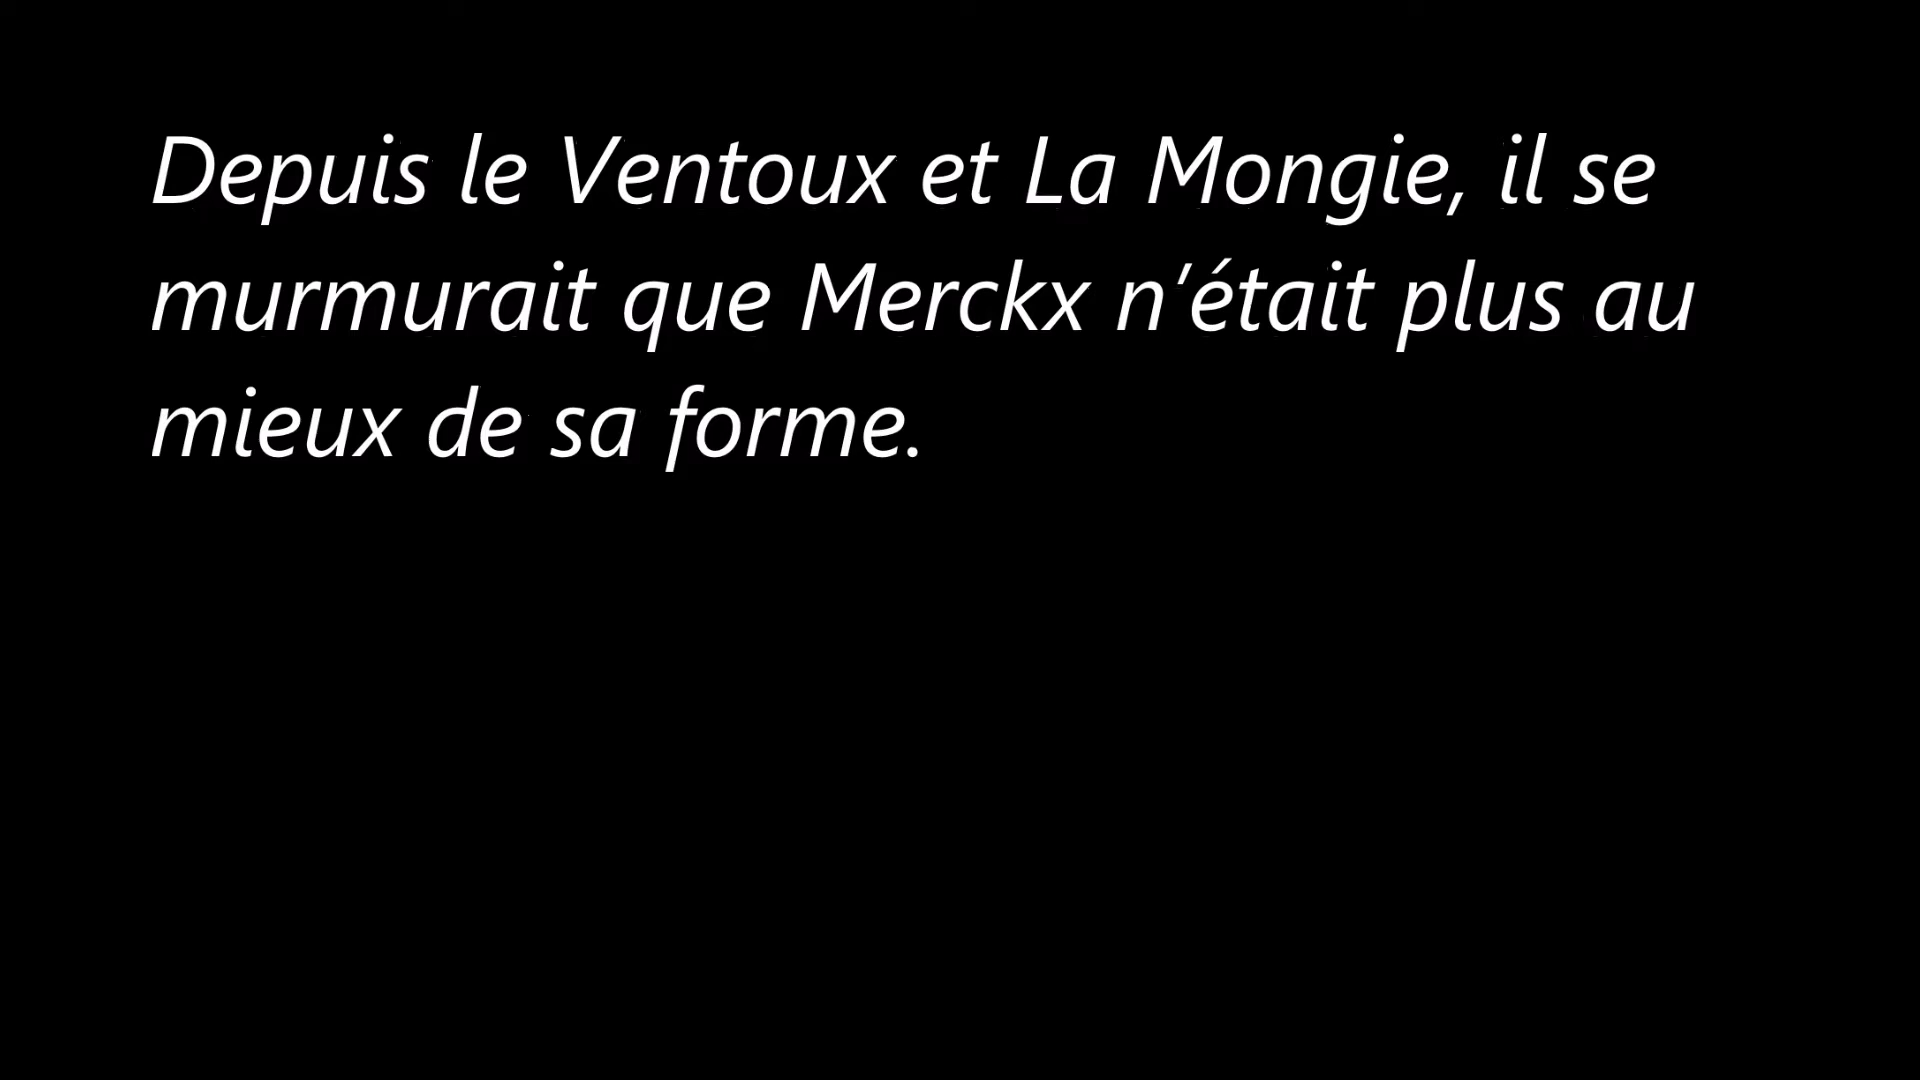 Depuis le Ventoux et La Mongie, il se
murmurait que Merckx n’était plus au
mieux de sa forme.